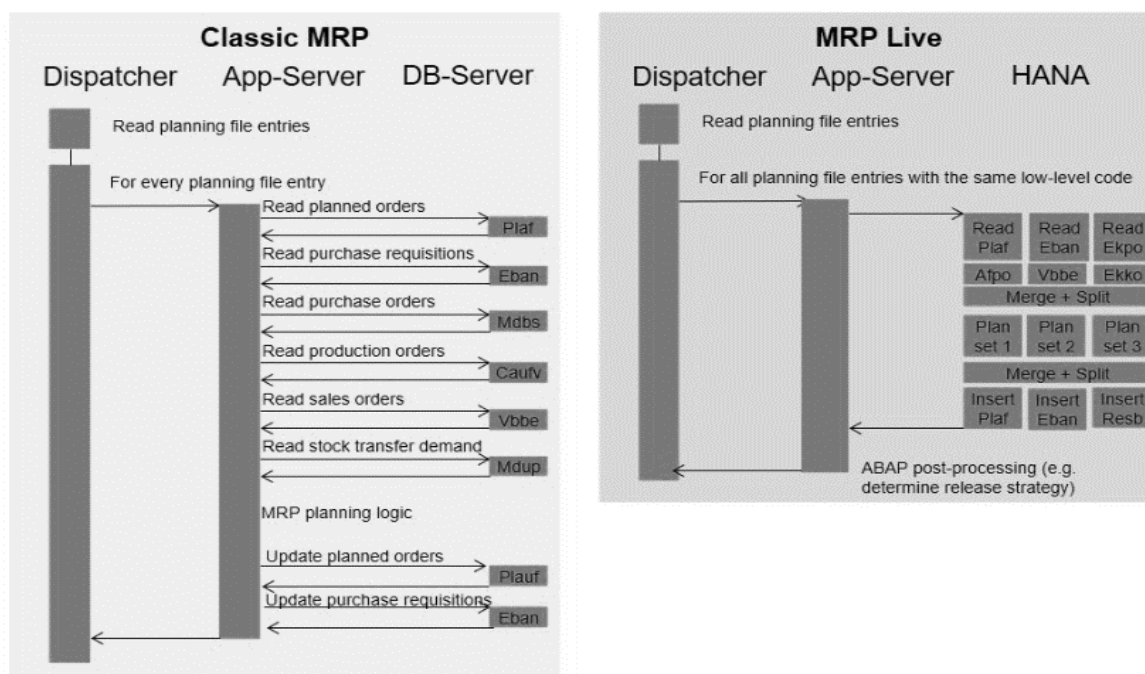 Classic MRP
Dispatcher App-Server DB-Server
Read planning file entries
For every planning file entry
Read planned orders
Plaf
Read purchase requisitions
Eban
Read purchase orders
Mdbs
Read production orders
Caufv
Read sales orders
Vbbe
Read stock transfer demand
Mdup
MRP planning logic
Update planned orders
Plauf
Update purchase requisitions
Eban
MRP Live
Dispatcher App-Server HANA
Read planning file entries
For all planning file entries with the same low-level code
Read Read Read
Plaf Eban Ekpo
Afpo Vbbe Ekko
Merge + Split
Plan Plan Plan
set 1 set 2 set 3
Merge + Split
Insert Insert Insert
Plaf Eban Resb
ABAP post-processing (e.g.
determine release strategy)